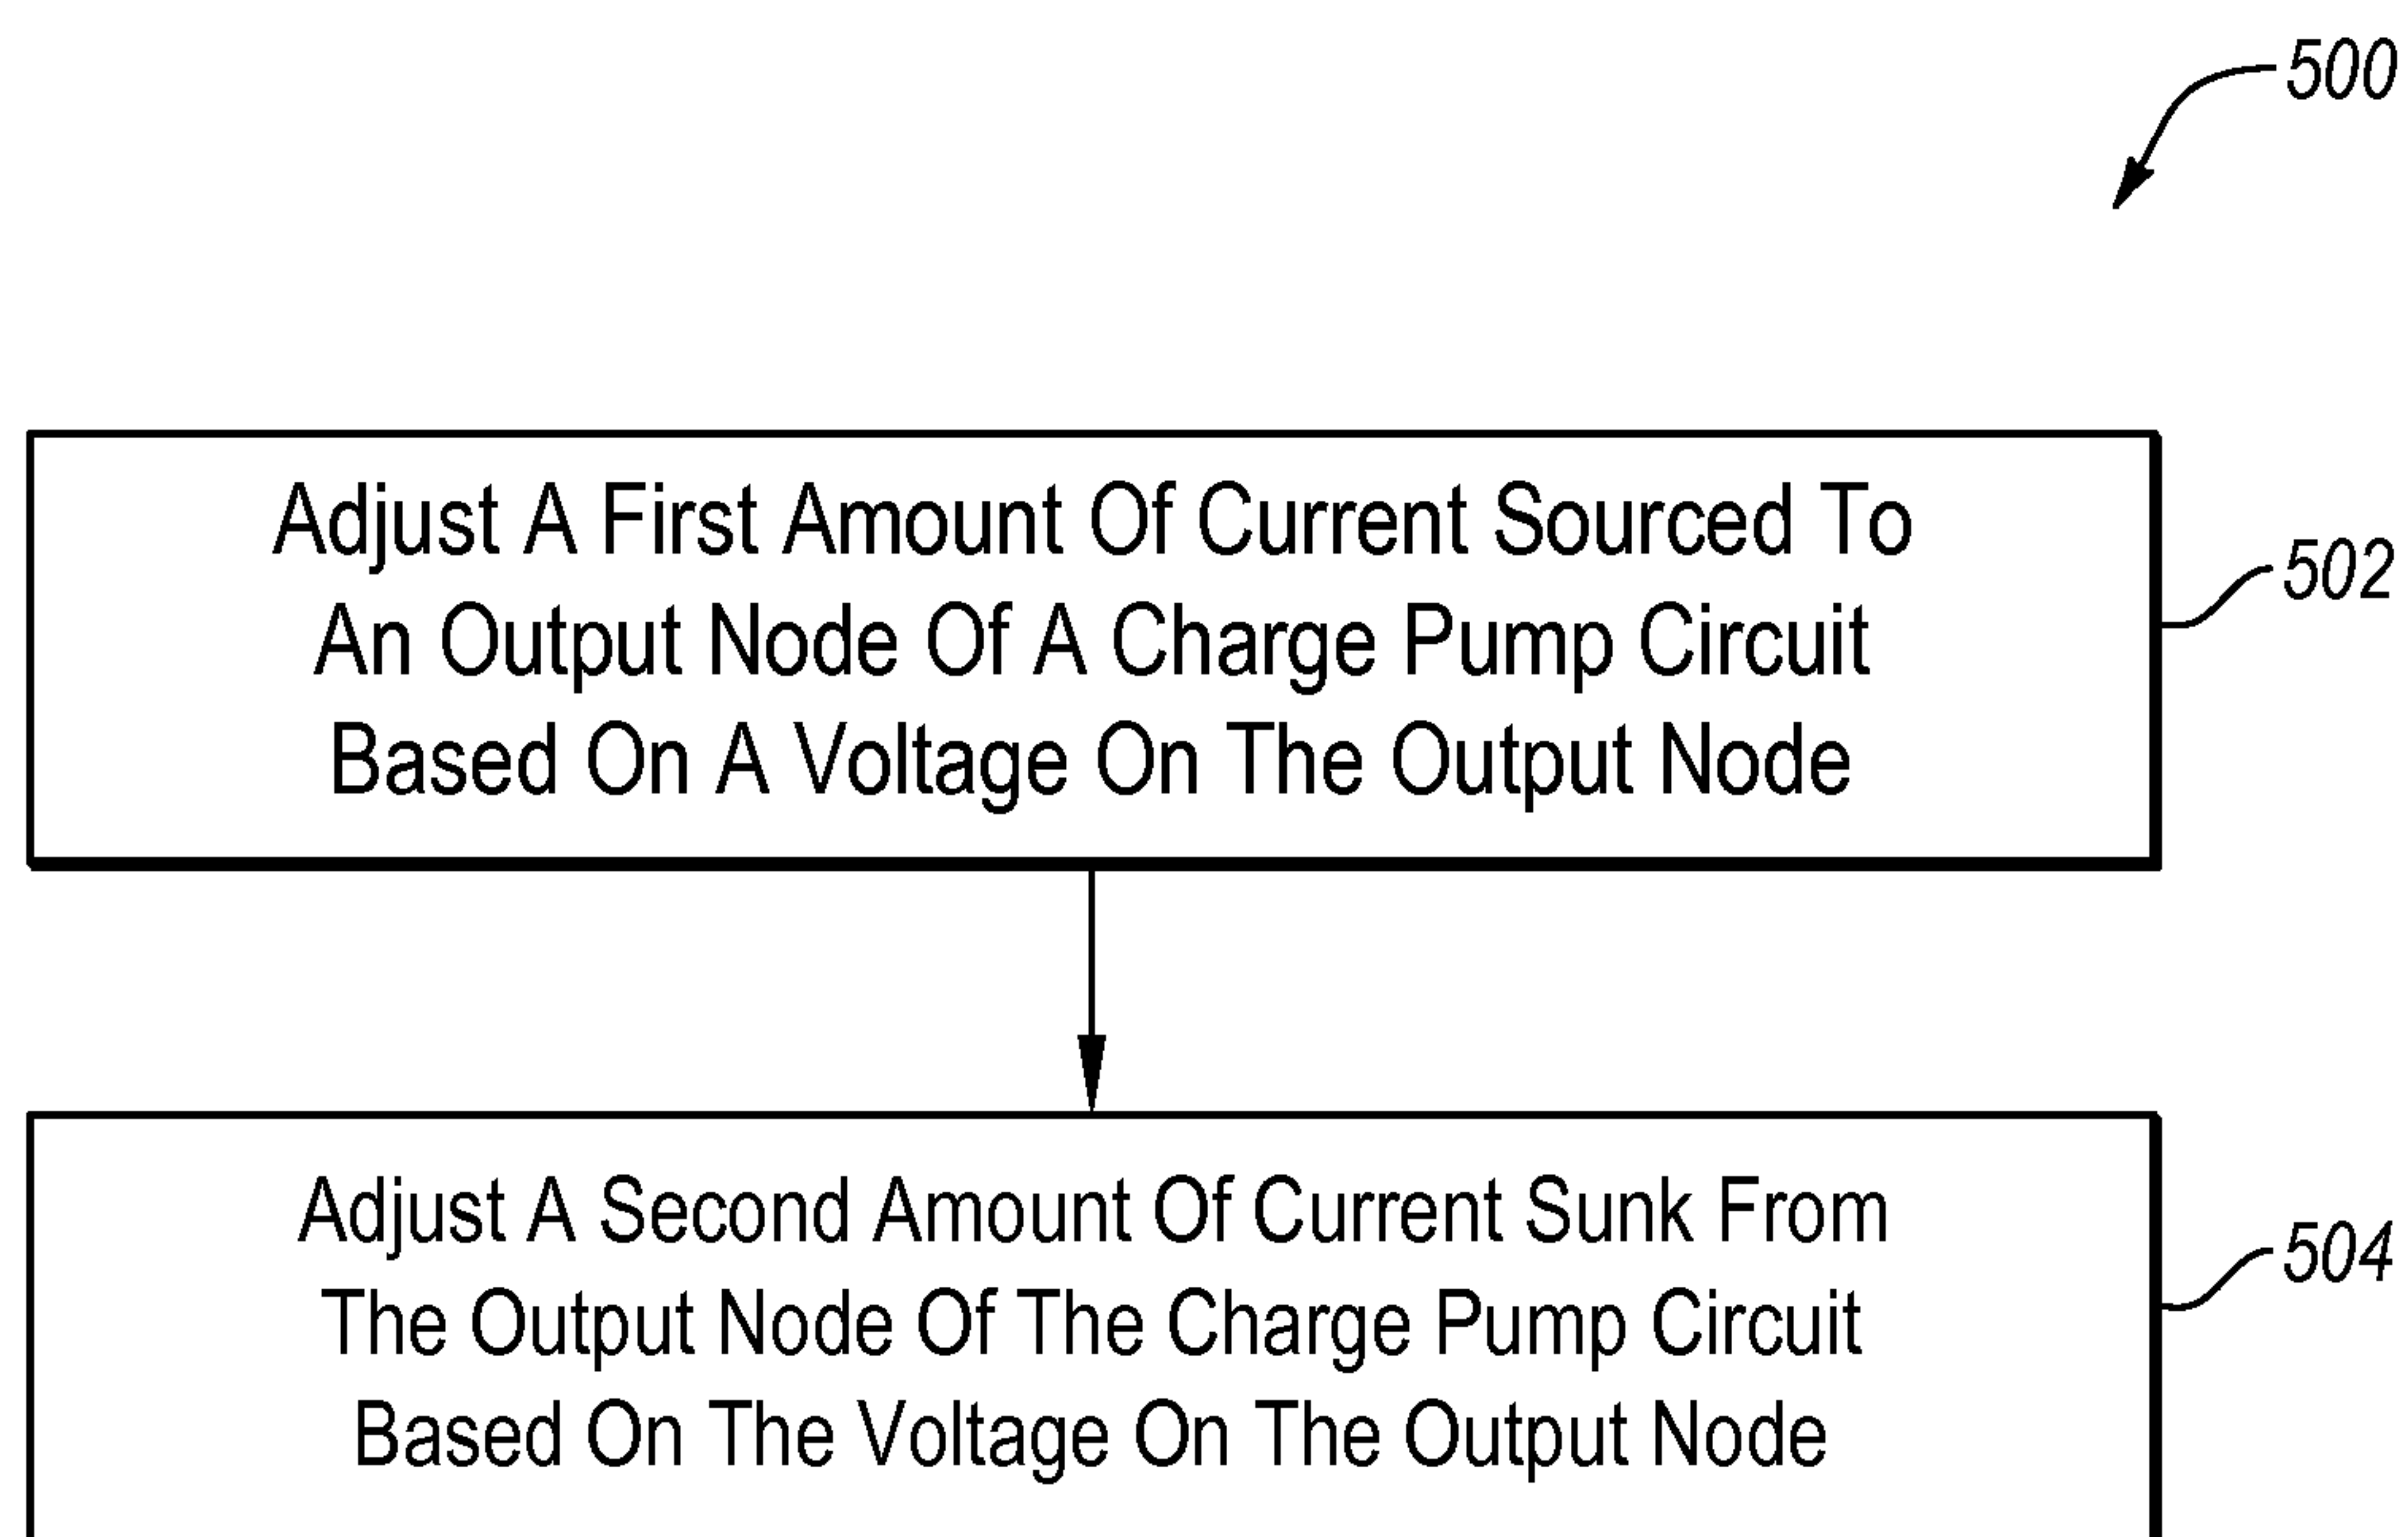 500
Adjust A First Amount Of Current Sourced To
An Output Node Of A Charge Pump Circuit
Based On A Voltage On The Output Node
502
Adjust A Second Amount Of Current Sunk From
The Output Node Of The Charge Pump Circuit
Based On The Voltage On The Output Node
504